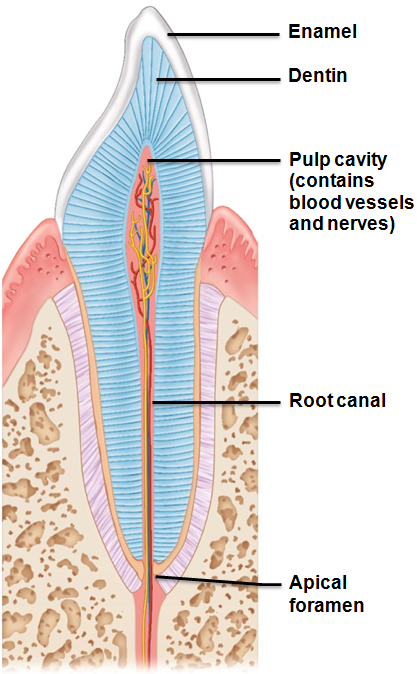 Enamel
Dentin
Pulp cavity
(contains
blood vessels
and nerves)
Root canal
Apical
foramen